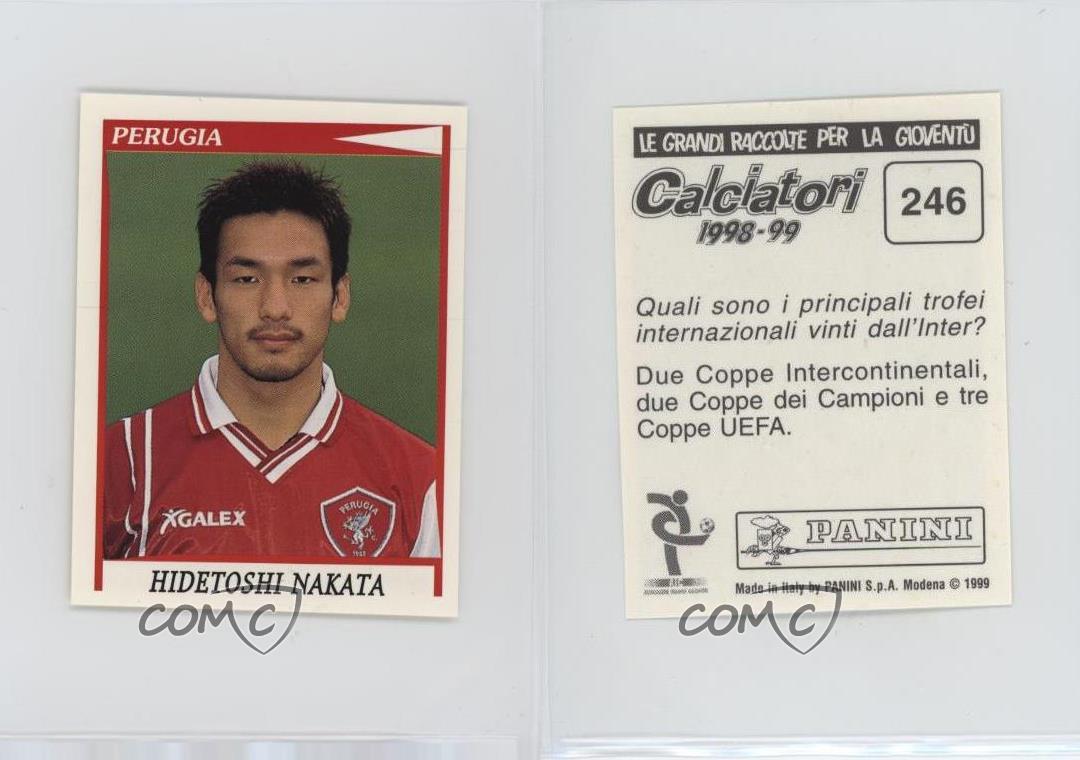 PERUGIA
XGALEX
PERUGIA
A.C.
HIDETOSHI NAKATA
COMC
LE GRANDI RACCOLTE PER LA GIOVENTÙ
Calciatori
1998-99
246
Quali sono i principali trofei
internazionali vinti dall'Inter?
Due Coppe Intercontinentali,
due Coppe dei Campioni e tre
Coppe UEFA.
PANINI
Made in Italy by PANINI S.p.A. Modena © 1999
COMC